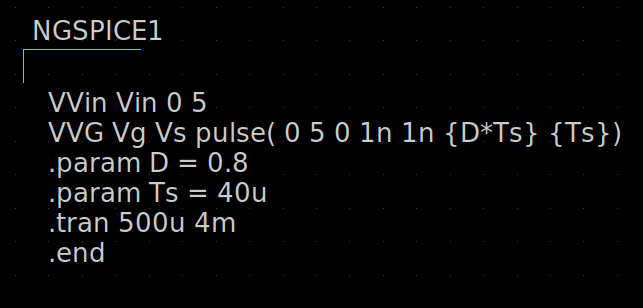 NGSPICE1
VVin Vin 0 5
VVG Vg Vs pulse( 0 5 0 1n 1n {D*Ts} {Ts})
.param D = 0.8
.param Ts = 40u
.tran 500u 4m
.end